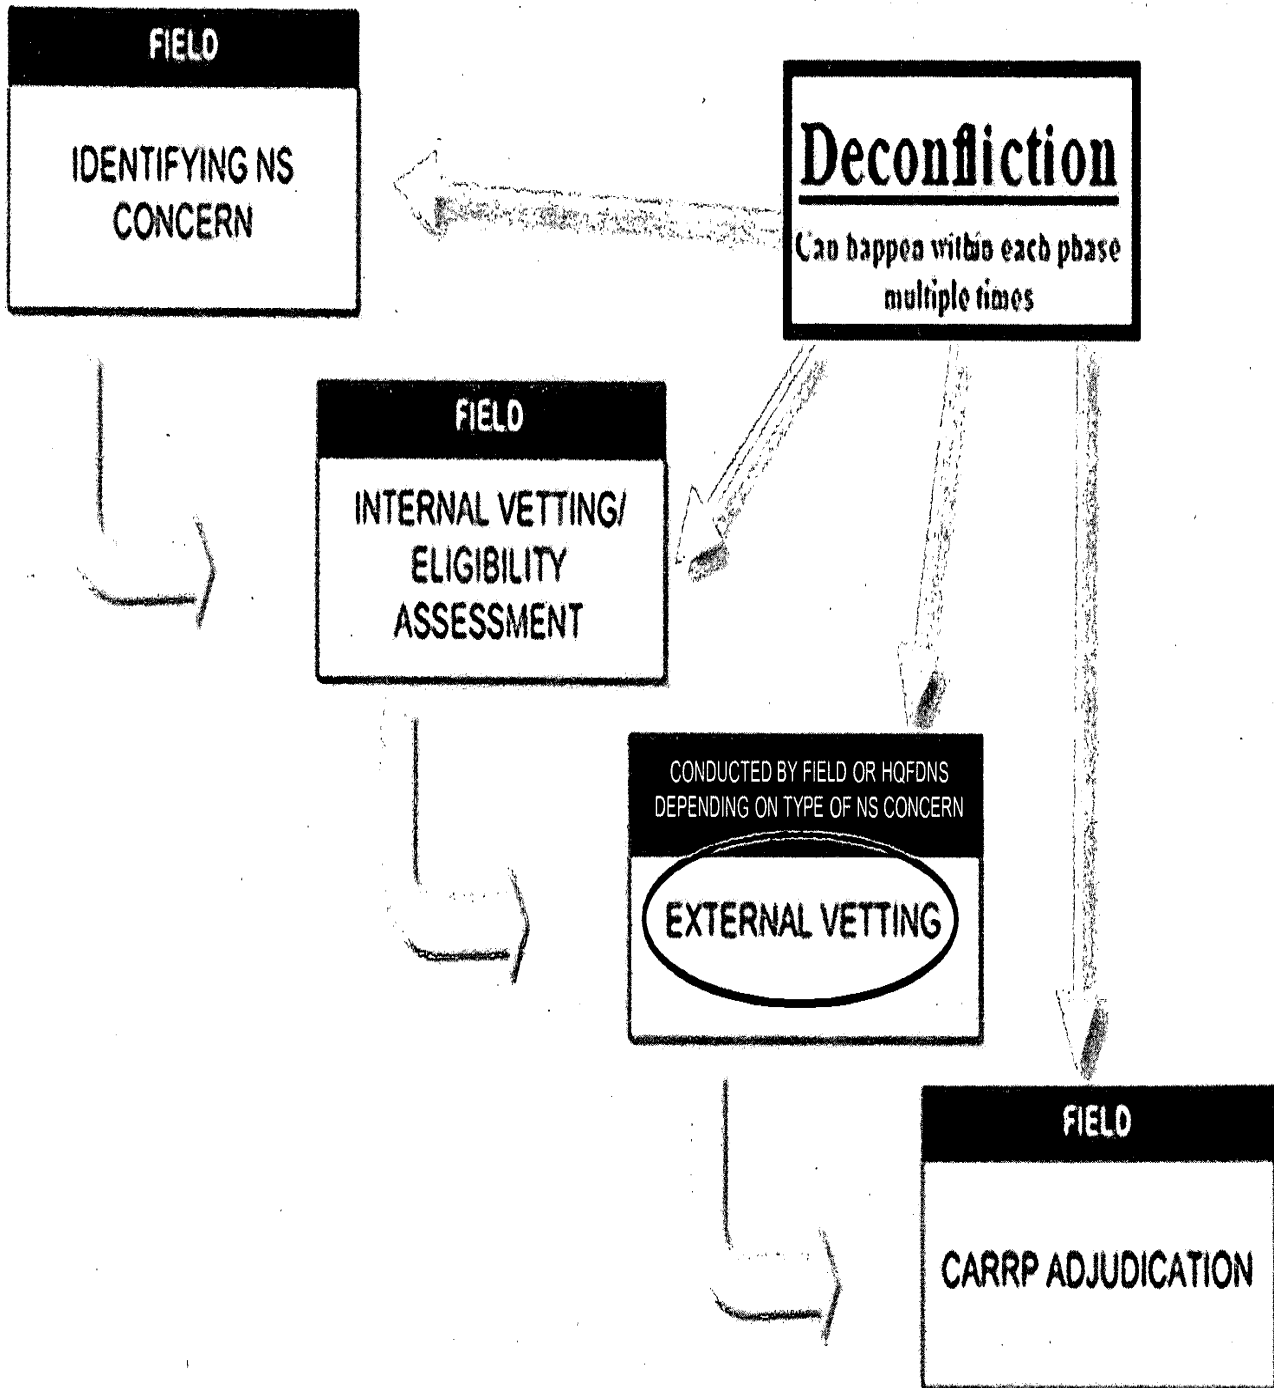 FIELD
IDENTIFYING NS
CONCERN
Deconfliction
Can happen within each phase
multiple times
FIELD
INTERNAL VETTING/
ELIGIBILITY
ASSESSMENT
CONDUCTED BY FIELD OR HQFDNS
DEPENDING ON TYPE OF NS CONCERN
EXTERNAL VETTING
FIELD
CARRP ADJUDICATION